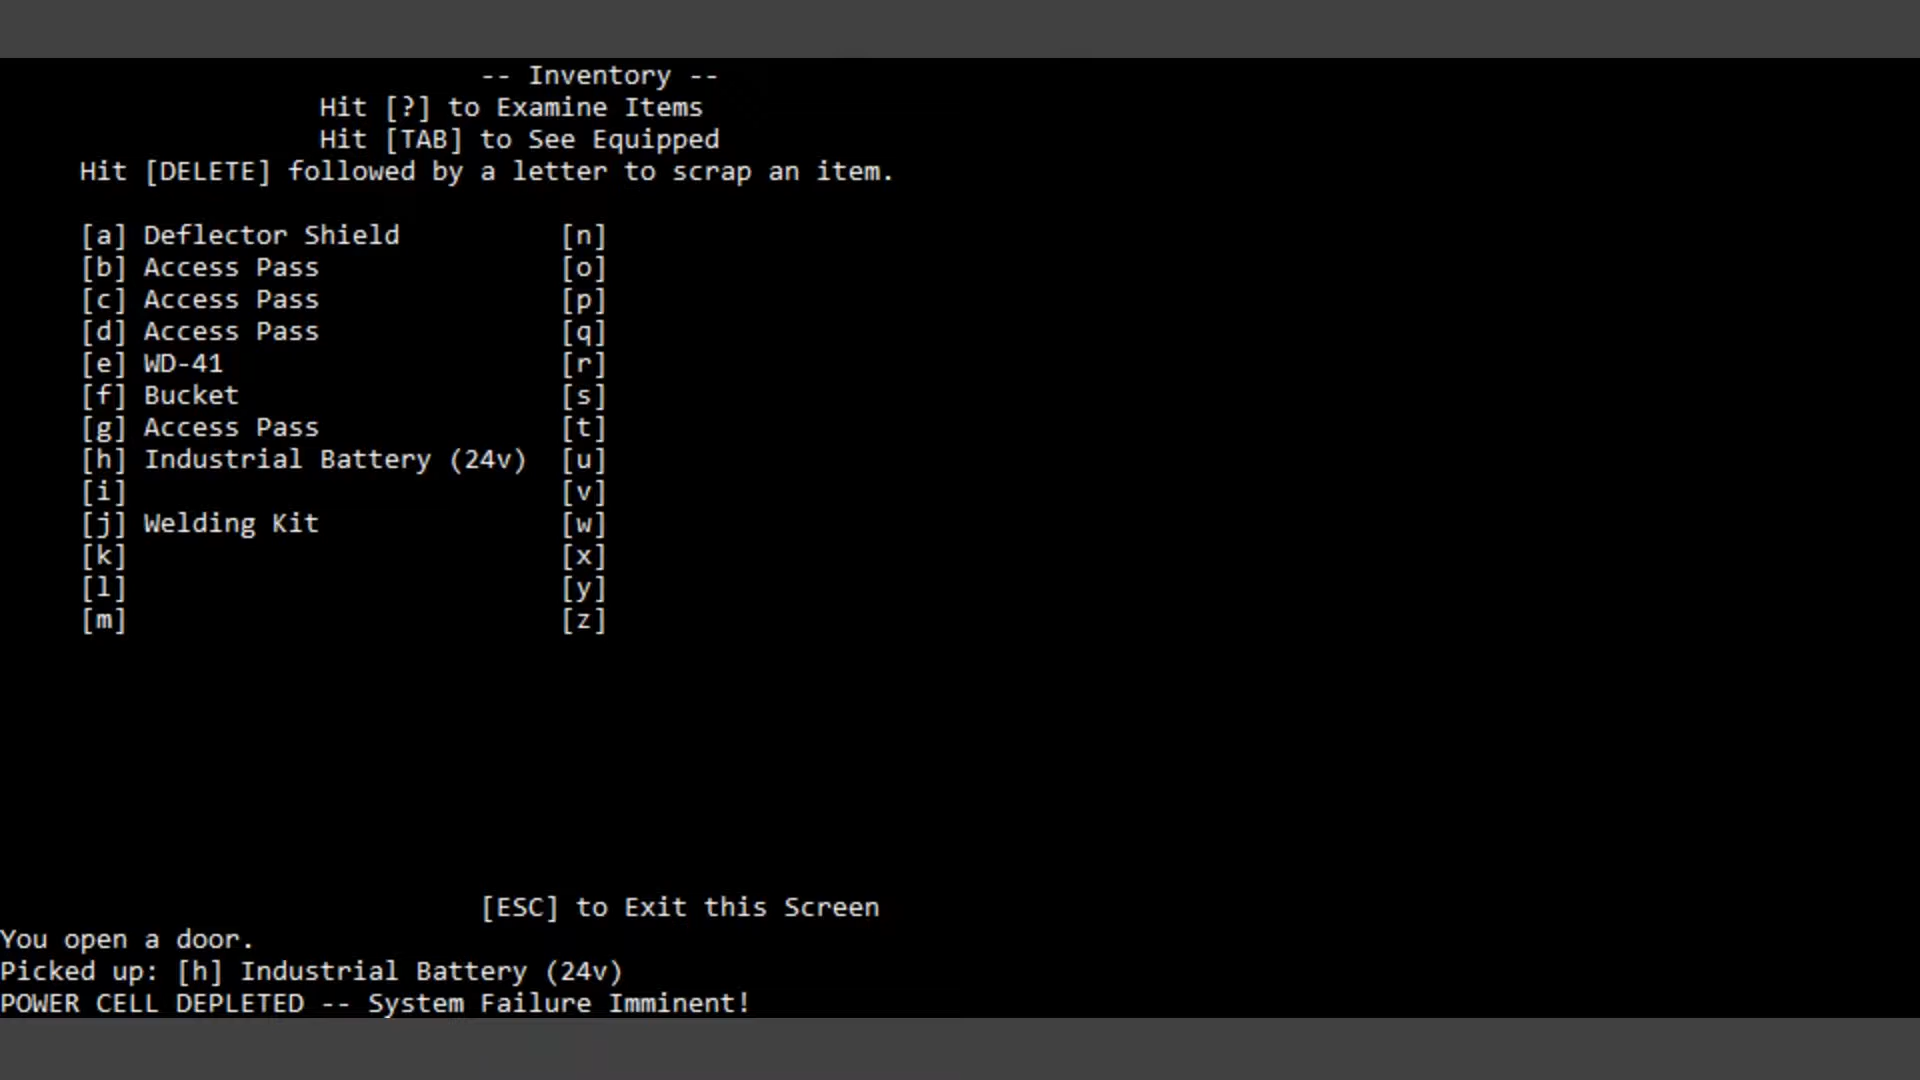 -- Inventory --
Hit [?] to Examine Items
Hit [TAB] to See Equipped
Hit [DELETE] followed by a letter to scrap an item.
[a] Deflector Shield [n]
[b] Access Pass [o]
[c] Access Pass [p]
[d] Access Pass [q]
[e] WD-41 [r]
[f] Bucket [s]
[g] Access Pass [t]
[h] Industrial Battery (24v) [u]
[i] [v]
[j] Welding Kit [w]
[k] [x]
[l] [y]
[m] [z]
[ESC] to Exit this Screen
You open a door.
Picked up: [h] Industrial Battery (24v)
POWER CELL DEPLETED -- System Failure Imminent!